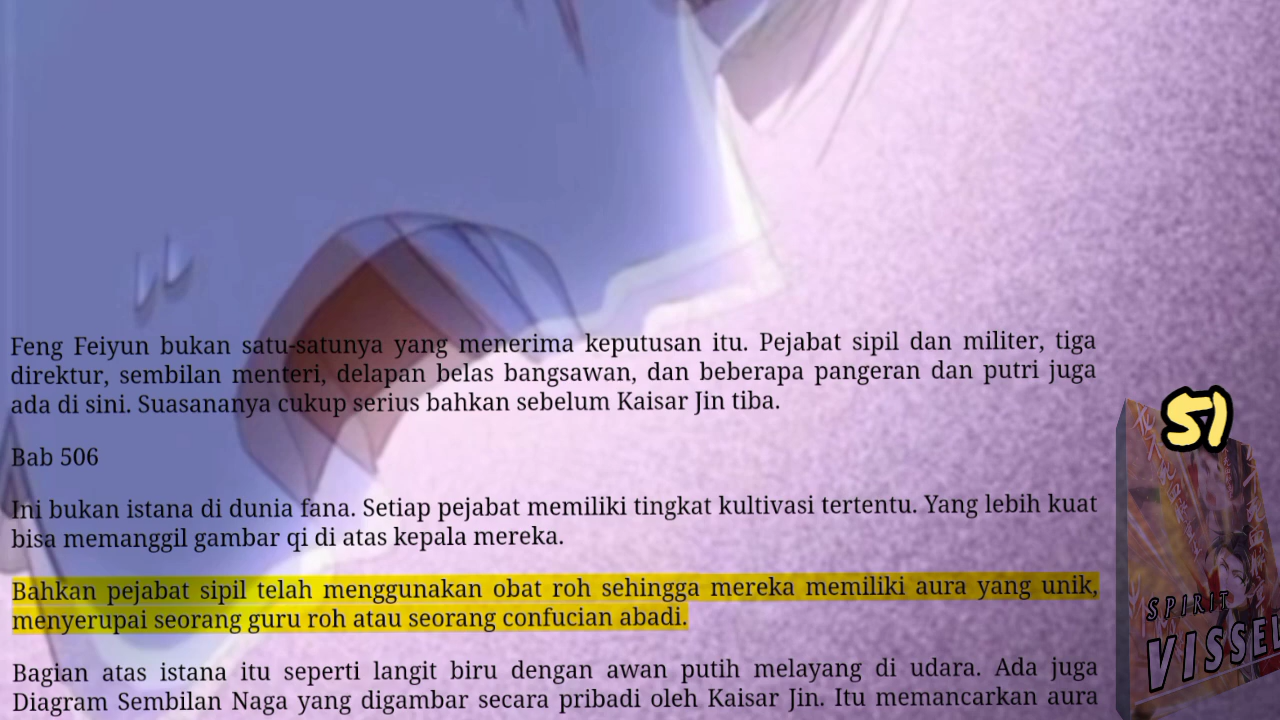 Feng Feiyun bukan satu-satunya yang menerima keputusan itu. Pejabat sipil dan militer, tiga
direktur, sembilan menteri, delapan belas bangsawan, dan beberapa pangeran dan putri juga
ada di sini. Suasananya cukup serius bahkan sebelum Kaisar Jin tiba.
Bab 506
Ini bukan istana di dunia fana. Setiap pejabat memiliki tingkat kultivasi tertentu. Yang lebih kuat
bisa memanggil gambar qi di atas kepala mereka.
Bahkan pejabat sipil telah menggunakan obat roh sehingga mereka memiliki aura yang unik,
menyerupai seorang guru roh atau seorang confucian abadi.
Bagian atas istana itu seperti langit biru dengan awan putih melayang di udara. Ada juga
Diagram Sembilan Naga yang digambar secara pribadi oleh Kaisar Jin. Itu memancarkan aura
51
SPIRIT
VISSEL